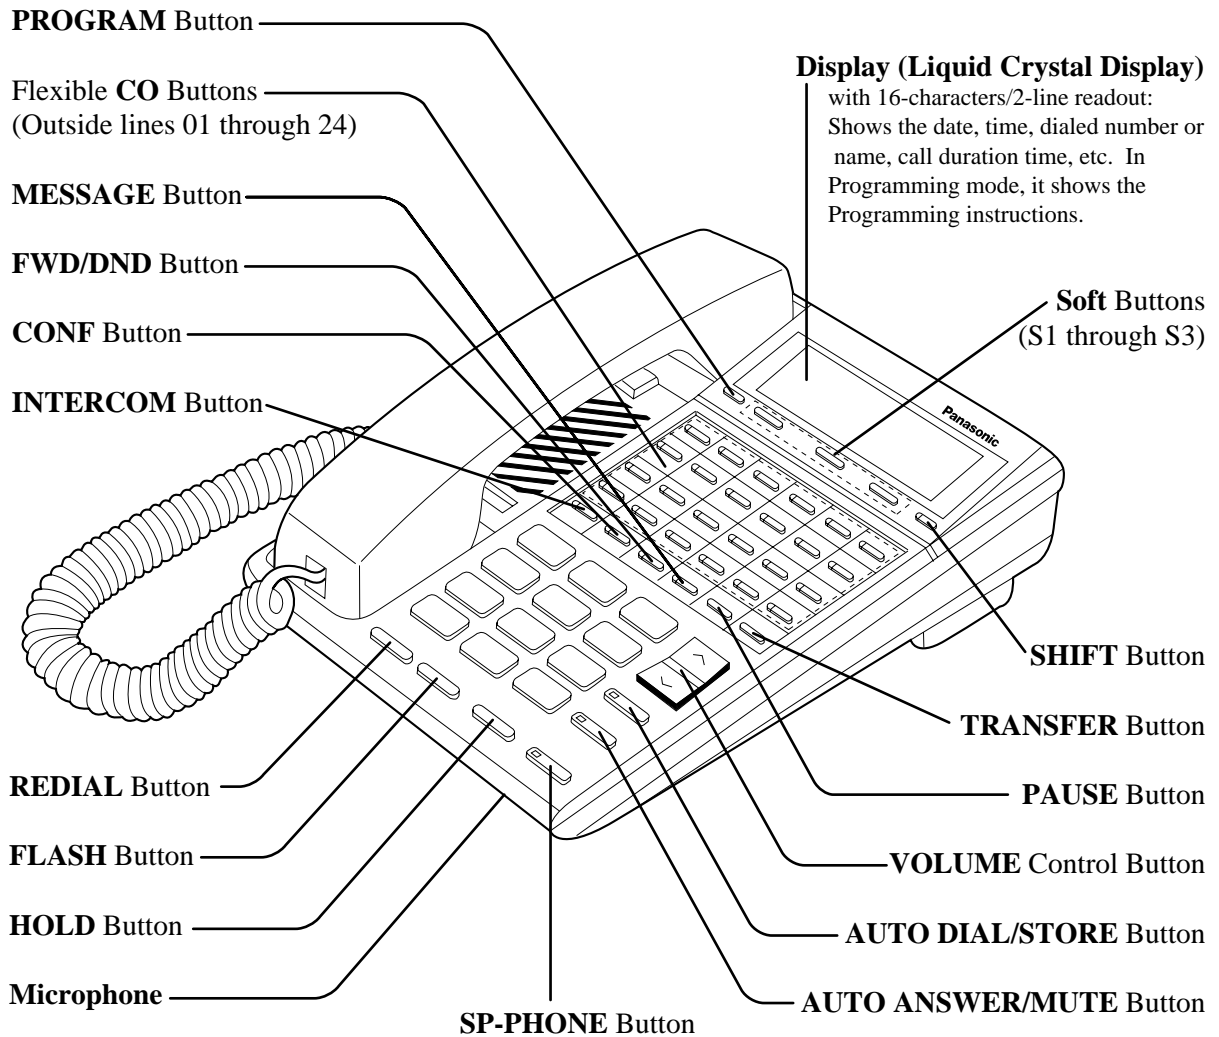 PROGRAM Button
Flexible CO Buttons
(Outside lines 01 through 24)
MESSAGE Button
FWD/DND Button
CONF Button
INTERCOM Button
Display (Liquid Crystal Display)
with 16-characters/2-line readout:
Shows the date, time, dialed number or
name, call duration time, etc. In
Programming mode, it shows the
Programming instructions.
Soft Buttons
(S1 through S3)
Panasonic
SHIFT Button
TRANSFER Button
PAUSE Button
VOLUME Control Button
AUTO DIAL/STORE Button
AUTO ANSWER/MUTE Button
REDIAL Button
FLASH Button
HOLD Button
Microphone
SP-PHONE Button